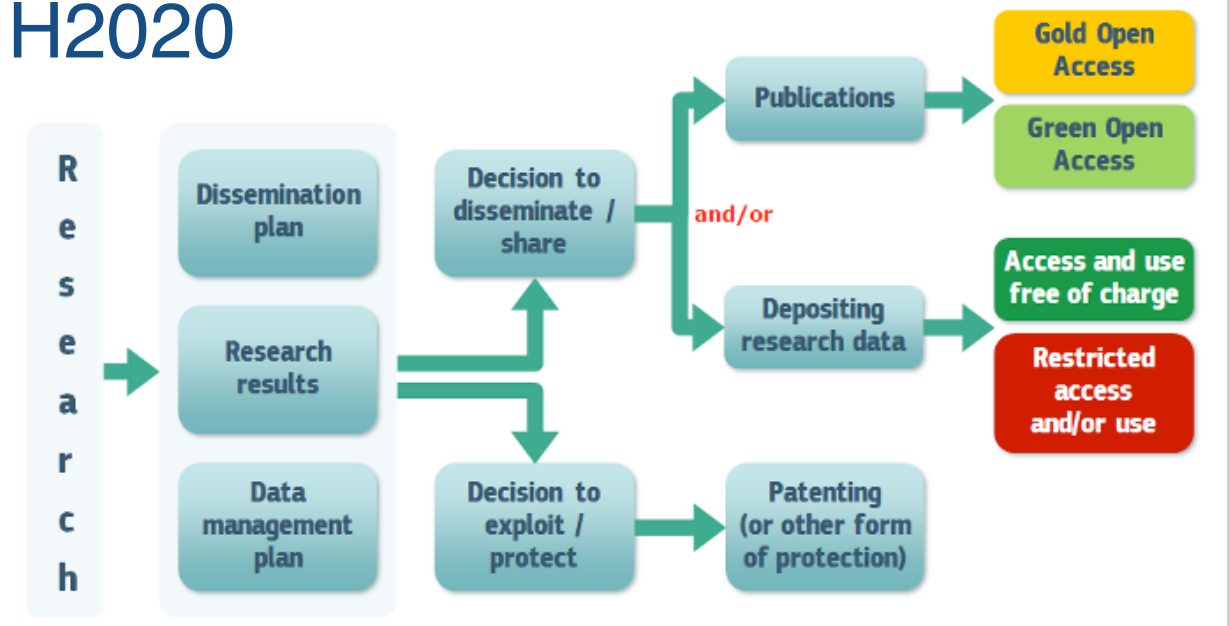 H2020
Research
Dissemination
plan
Research
results
Data
management
plan
Decision to
disseminate /
share
Decision to
exploit /
protect
and/or
Publications
Depositing
research data
Patenting
(or other form
of protection)
Gold Open
Access
Green Open
Access
Access and use
free of charge
Restricted
access
and/or use